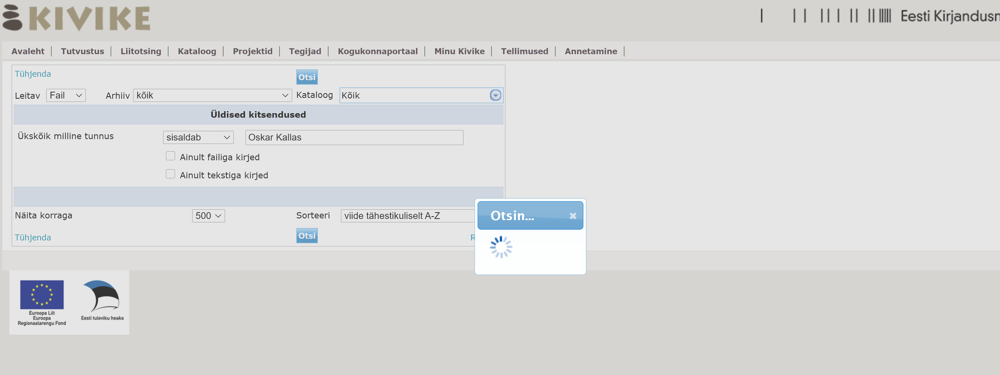 KIVIKE
Eesti Kirjandusm
Avaleht Tutvustus Liitotsing Kataloog Projektid Tegijad Kogukonnaportaal Minu Kivike Tellimused Annetamine
Tühjenda Otsi
Leitav Fail Arhiiv kõik Kataloog Kõik
Üldised kitsendused
Ükskõik milline tunnus sisaldab Oskar Kallas
Ainult failiga kirjed
Ainult tekstiga kirjed
Näita korraga 500 Sorteeri viide tähestikuliselt A-Z
Otsin...
Tühjenda Otsi
Euroopa Liit
Euroopa
Regionaalarengu Fond
Eesti tuleviku heaks